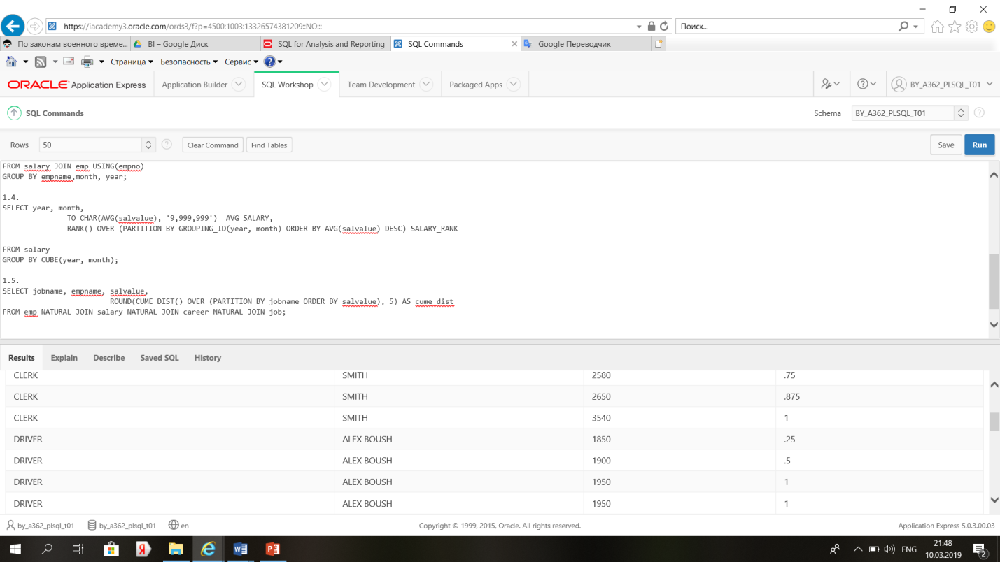 https://iacademy3.oracle.com/ords3/f?p=4500:1003:13326574381209::NO:::
Поиск...
По законам военного време...
BI – Google Диск
SQL for Analysis and Reporting
SQL Commands
Google Переводчик
Страница
Безопасность
Сервис
ORACLE Application Express
Application Builder
SQL Workshop
Team Development
Packaged Apps
BY_A362_PLSQL_T01
SQL Commands
Schema
BY_A362_PLSQL_T01
Rows
50
Clear Command
Find Tables
Save
Run
FROM salary JOIN emp USING(empno)
GROUP BY empname,month, year;
1.4.
SELECT year, month,
TO_CHAR(AVG(salvalue), '9,999,999')  AVG_SALARY,
RANK() OVER (PARTITION BY GROUPING_ID(year, month) ORDER BY AVG(salvalue) DESC) SALARY_RANK
FROM salary
GROUP BY CUBE(year, month);
1.5.
SELECT jobname, empname, salvalue,
ROUND(CUME_DIST() OVER (PARTITION BY jobname ORDER BY salvalue), 5) AS cume_dist
FROM emp NATURAL JOIN salary NATURAL JOIN career NATURAL JOIN job;
Results Explain Describe Saved SQL History
CLERK SMITH 2580 .75
CLERK SMITH 2650 .875
CLERK SMITH 3540 1
DRIVER ALEX BOUSH 1850 .25
DRIVER ALEX BOUSH 1900 .5
DRIVER ALEX BOUSH 1950 1
DRIVER ALEX BOUSH 1950 1
by_a362_plsql_t01 by_a362_plsql_t01 en
Copyright © 1999, 2015, Oracle. All rights reserved.
Application Express 5.0.3.00.03
ENG
21:48
10.03.2019
2